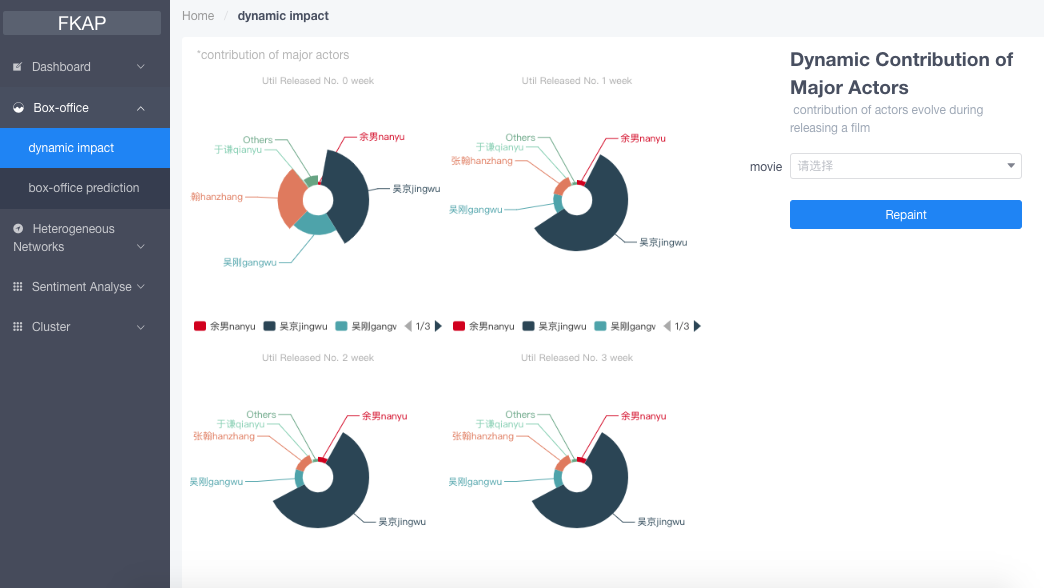 FKAP
Dashboard
Box-office
dynamic impact
box-office prediction
Heterogeneous
Networks
Sentiment Analyse
Cluster
Home / dynamic impact
*contribution of major actors
Util Released No. 0 week
Others
于谦qianyu
翰hanzhang
吴刚gangwu
余男nanyu
吴京jingwu
余男nanyu 吴京jingwu 吴刚gangw 1/3
Util Released No. 1 week
Others
于谦qianyu
张翰hanzhang
吴刚gangwu
余男nanyu
吴京jingwu
余男nanyu 吴京jingwu 吴刚gangw 1/3
Util Released No. 2 week
Others
于谦qianyu
张翰hanzhang
吴刚gangwu
余男nanyu
吴京jingwu
Util Released No. 3 week
Others
于谦qianyu
张翰hanzhang
吴刚gangwu
余男nanyu
吴京jingwu
Dynamic Contribution of
Major Actors
contribution of actors evolve during
releasing a film
movie 请选择
Repaint